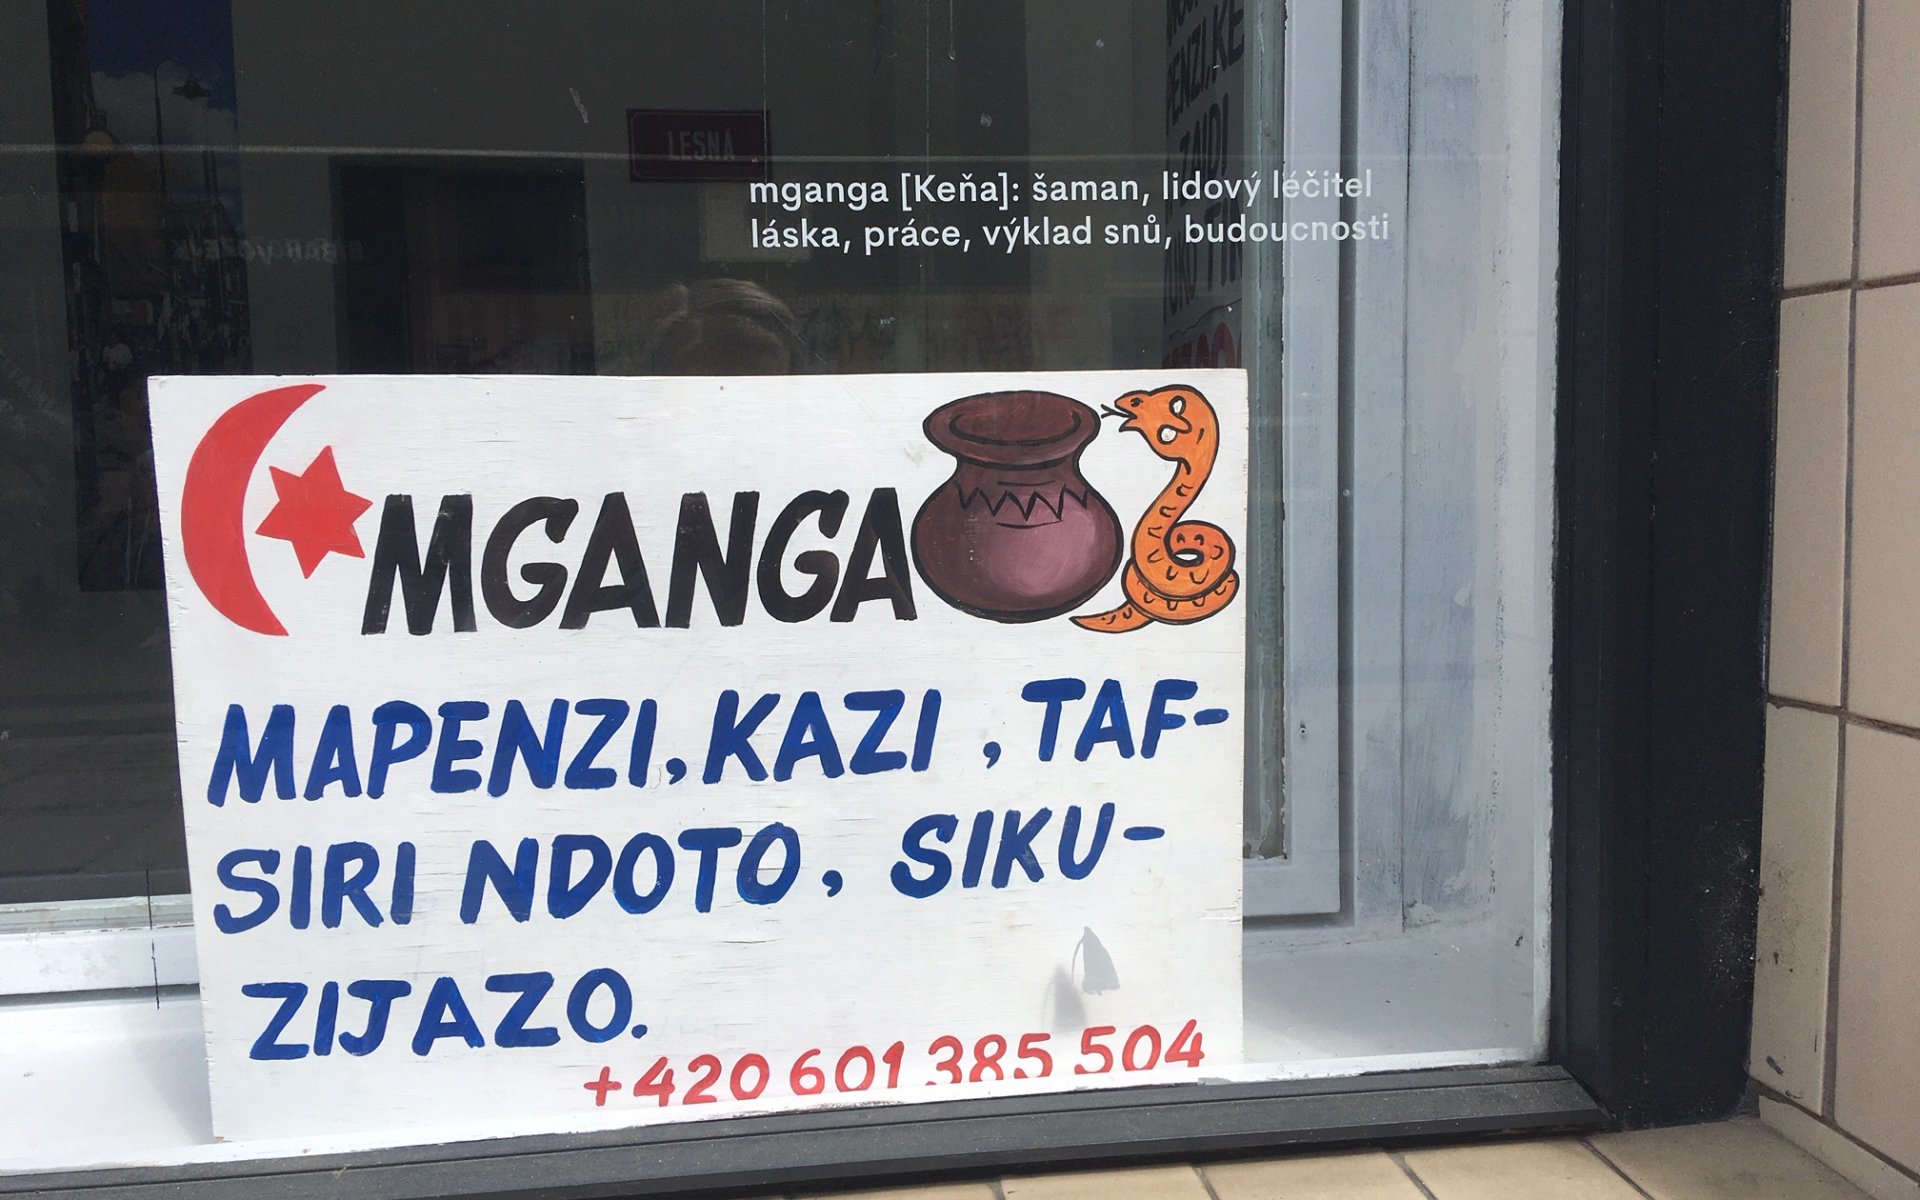 LESNÁ
mganga [Keňa]: šaman, lidový léčitel
láska, práce, výklad snů, budoucnosti
MGANGA
MAPENZI, KAZI , TAF-
SIRI NDOTO, SIKU-
ZIJAZO.
+420 601 385 504